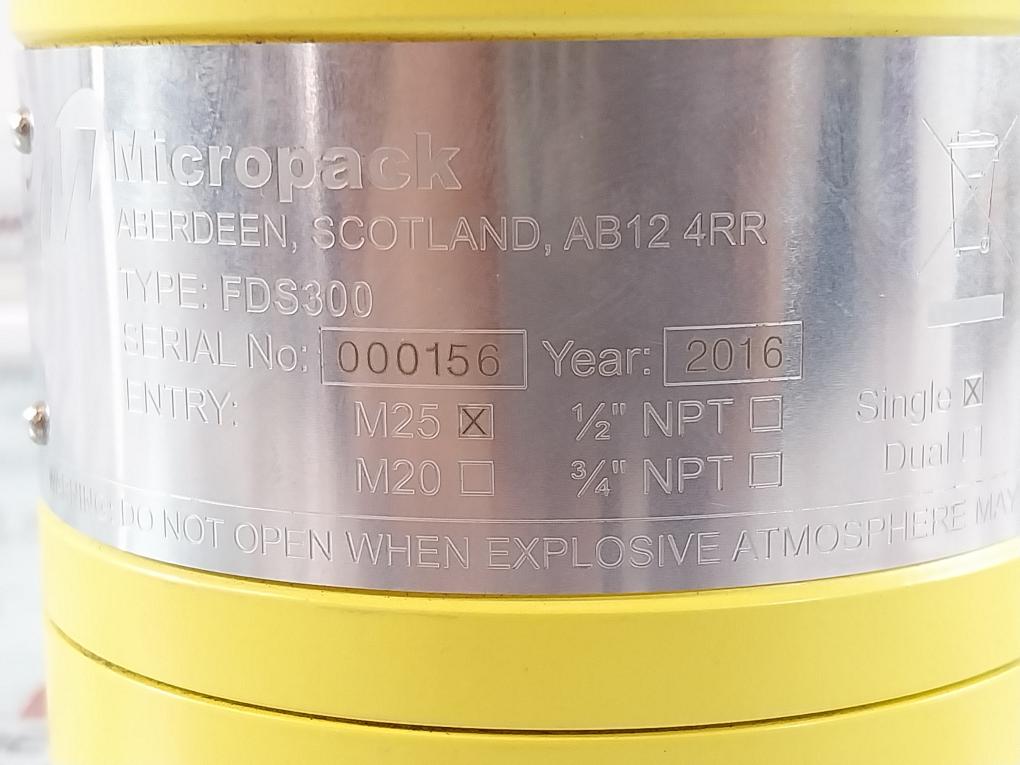 Micropack
ABERDEEN, SCOTLAND, AB12 4RR
TYPE: FDS300
SERIAL No: 000156 Year: 2016
ENTRY: M25 ☒ ½" NPT ☐ Single ☒
M20 ☐ ¾" NPT ☐ Dual ☐
WARNING: DO NOT OPEN WHEN EXPLOSIVE ATMOSPHERE MAY